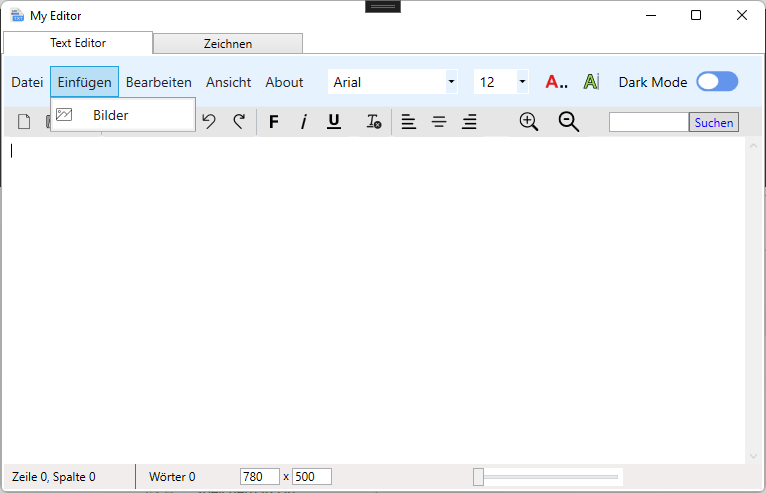 My Editor
Text Editor Zeichnen
Datei Einfügen Bearbeiten Ansicht About Arial 12 A.. A Dark Mode
Bilder F i U Suchen
Zeile 0, Spalte 0 Wörter 0 780 x 500